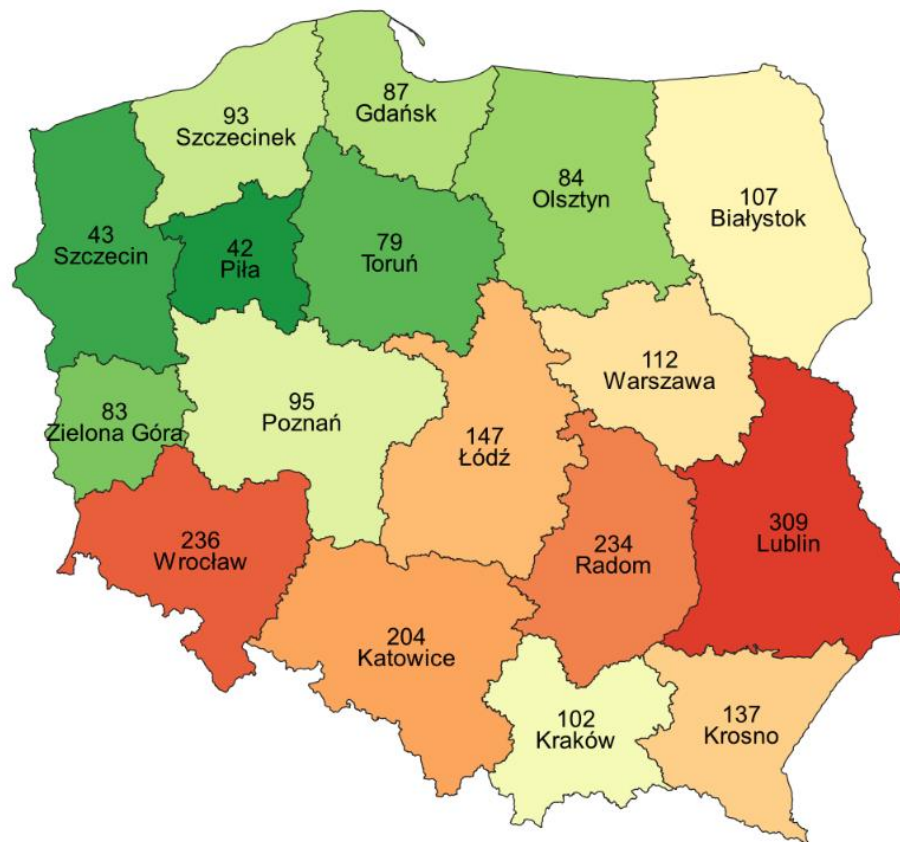 93
Szczecinek
87
Gdańsk
84
Olsztyn
107
Białystok
43
Szczecin
42
Piła
79
Toruń
112
Warszawa
83
Zielona Góra
95
Poznań
147
Łódź
309
Lublin
236
Wrocław
234
Radom
204
Katowice
102
Kraków
137
Krosno